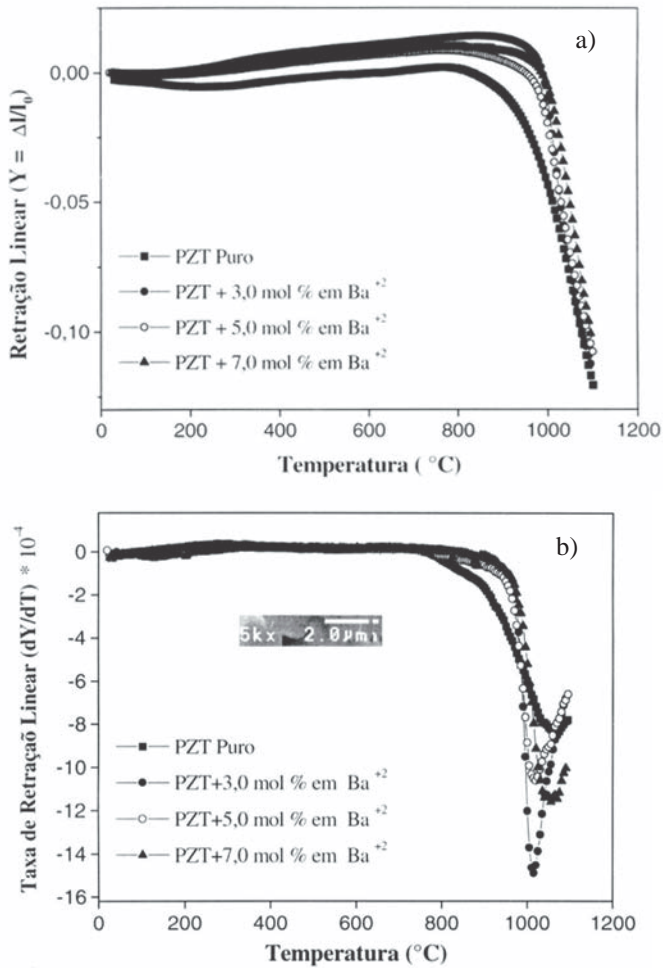 a)
0,00
-0,05
-0,10
Retração Linear (Y = Δl/l₀)
PZT Puro
PZT + 3,0 mol % em Ba⁺²
PZT + 5,0 mol % em Ba⁺²
PZT + 7,0 mol % em Ba⁺²
0 200 400 600 800 1000 1200
Temperatura ( °C)
b)
0
-2
-4
-6
-8
-10
-12
-14
-16
Taxa de Retraçaõ Linear (dY/dT) * 10⁻⁴
5kx 2.0μm
PZT Puro
PZT+3,0 mol % em Ba⁺²
PZT+5,0 mol % em Ba⁺²
PZT+7,0 mol % em Ba⁺²
0 200 400 600 800 1000 1200
Temperatura (°C)